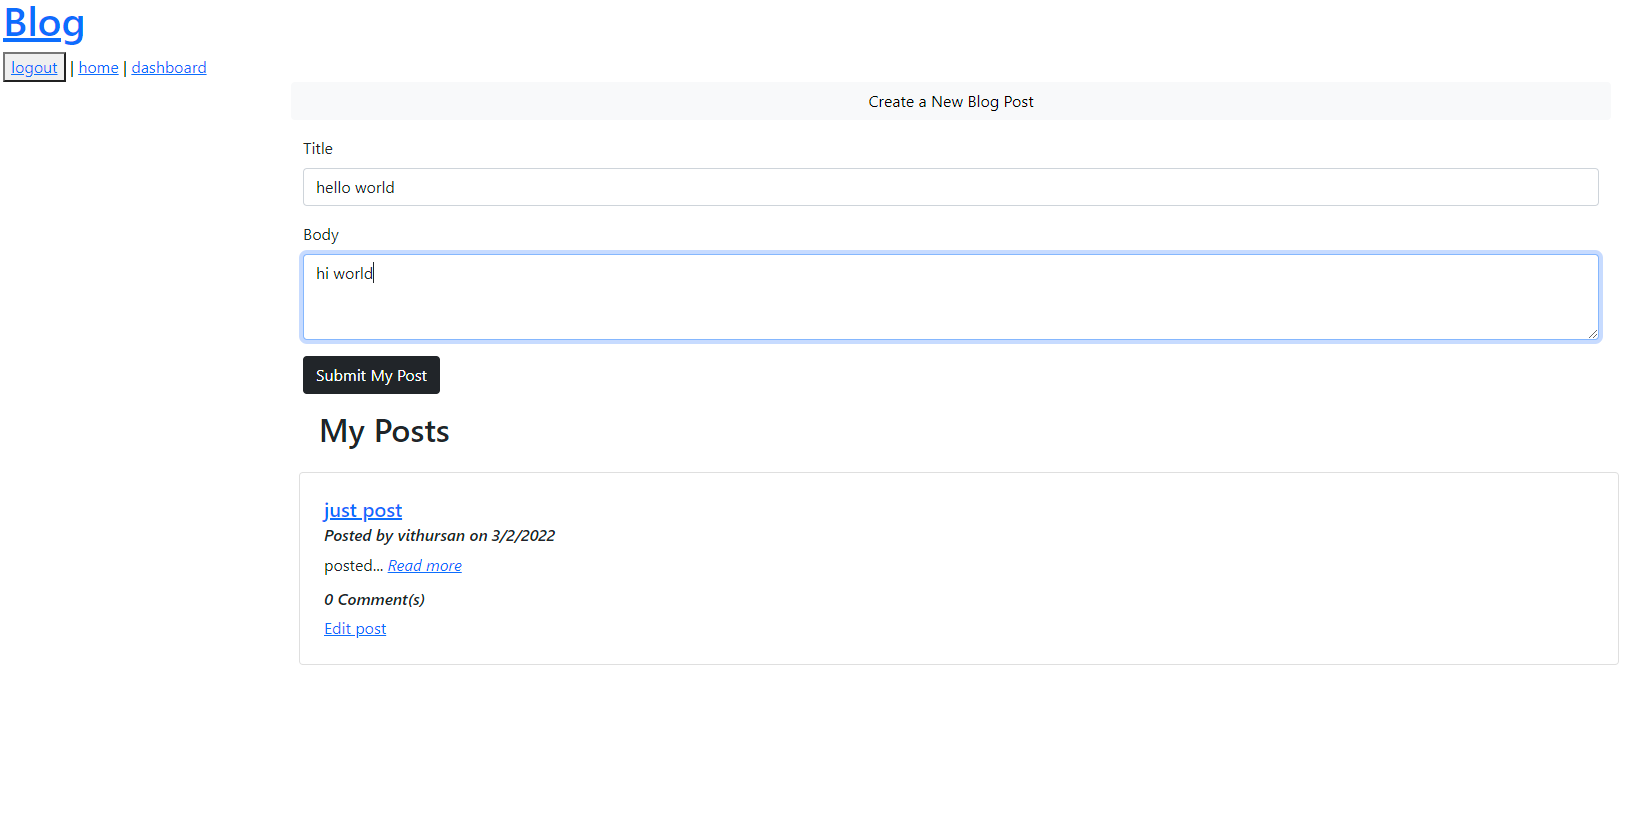 Blog
logout | home | dashboard
Create a New Blog Post
Title
hello world
Body
hi world
Submit My Post
My Posts
just post
Posted by vithursan on 3/2/2022
posted... Read more
0 Comment(s)
Edit post